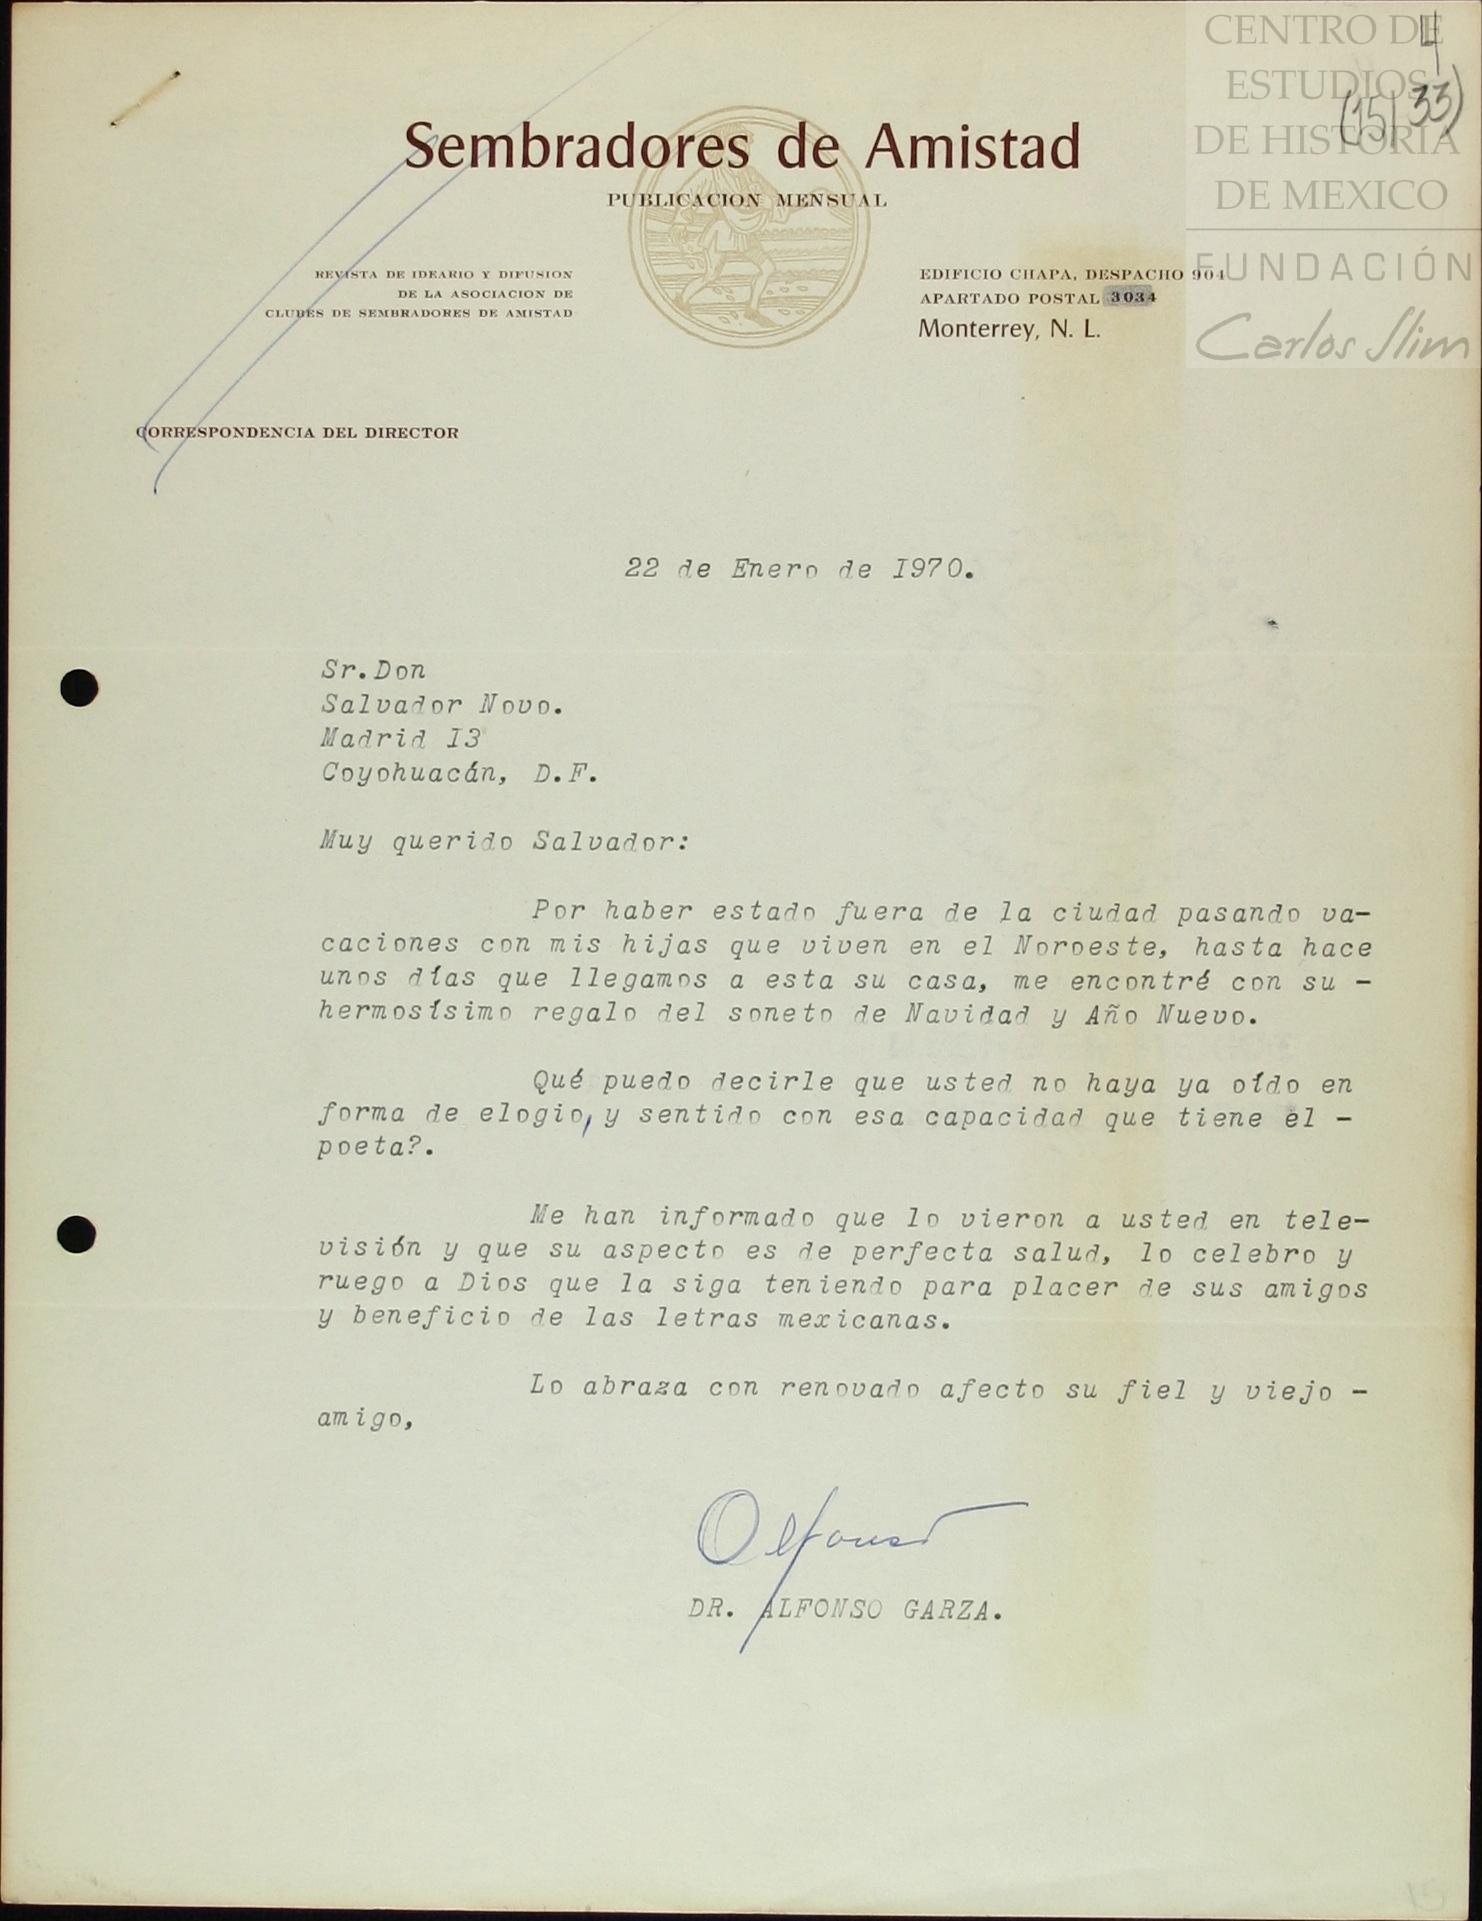 CENTRO DE
ESTUDIOS
DE HISTORIA
DE MEXICO
FUNDACIÓN
Carlos Slim
4
(15/33)
Sembradores de Amistad
PUBLICACION MENSUAL
REVISTA DE IDEARIO Y DIFUSION
DE LA ASOCIACION DE
CLUBES DE SEMBRADORES DE AMISTAD
EDIFICIO CHAPA, DESPACHO 904
APARTADO POSTAL 3034
Monterrey, N. L.
CORRESPONDENCIA DEL DIRECTOR
22 de Enero de I970.
Sr.Don
Salvador Novo.
Madrid I3
Coyohuacán, D.F.
Muy querido Salvador:
Por haber estado fuera de la ciudad pasando va-
caciones con mis hijas que viven en el Noroeste, hasta hace
unos días que llegamos a esta su casa, me encontré con su -
hermosísimo regalo del soneto de Navidad y Año Nuevo.
Qué puedo decirle que usted no haya ya oído en
forma de elogio, y sentido con esa capacidad que tiene el -
poeta?.
Me han informado que lo vieron a usted en tele-
visión y que su aspecto es de perfecta salud, lo celebro y
ruego a Dios que la siga teniendo para placer de sus amigos
y beneficio de las letras mexicanas.
Lo abraza con renovado afecto su fiel y viejo -
amigo,
Alfonso
DR. ALFONSO GARZA.
15